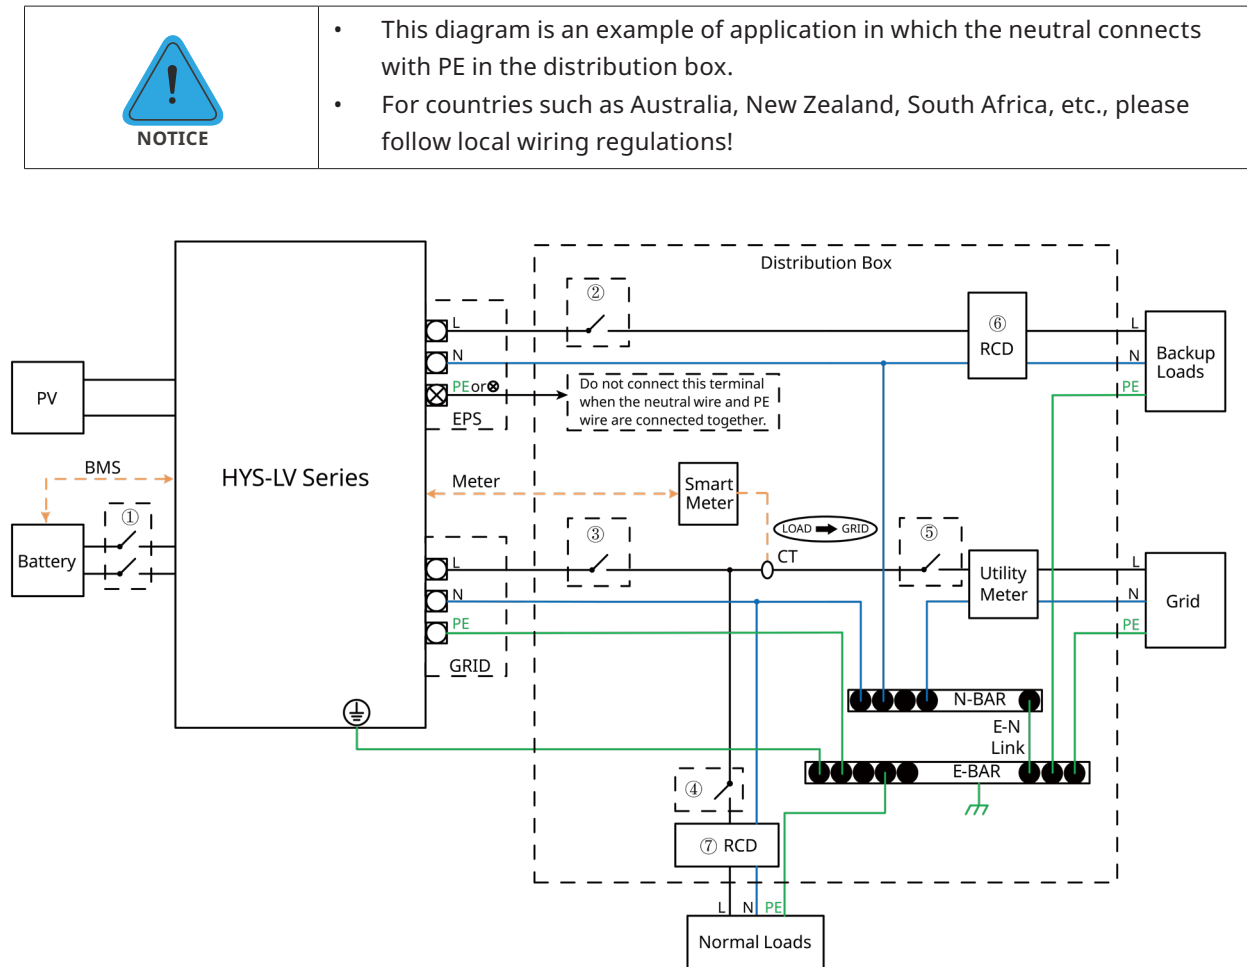 NOTICE
• This diagram is an example of application in which the neutral connects
with PE in the distribution box.
• For countries such as Australia, New Zealand, South Africa, etc., please
follow local wiring regulations!
Distribution Box
②
L
N
PE or ⊗
EPS
Do not connect this terminal
when the neutral wire and PE
wire are connected together.
⑥
RCD
L
N
PE
Backup
Loads
PV
BMS
HYS-LV Series
Meter
Smart
Meter
LOAD ➡ GRID
①
Battery
③
CT
⑤
L
N
PE
GRID
Utility
Meter
L
N
PE
Grid
N-BAR
E-N
Link
E-BAR
④
⑦ RCD
L N PE
Normal Loads